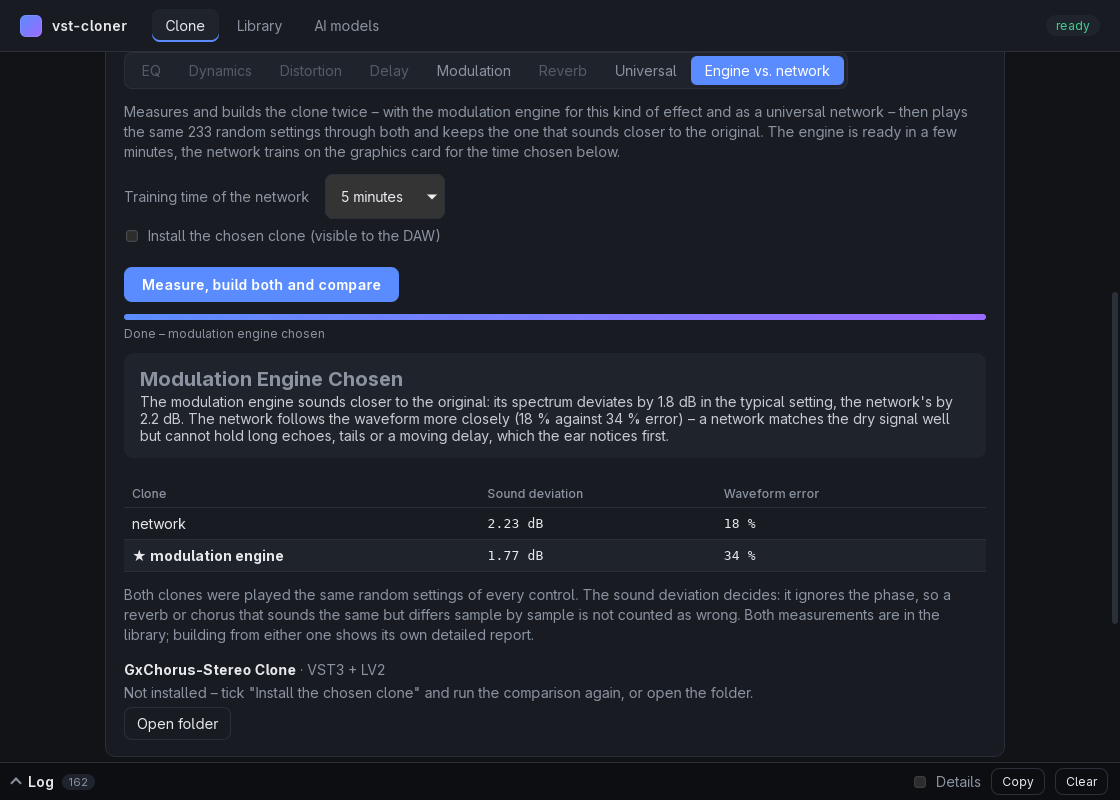 vst-cloner
Clone
Library
AI models
ready
EQ
Dynamics
Distortion
Delay
Modulation
Reverb
Universal
Engine vs. network
Measures and builds the clone twice – with the modulation engine for this kind of effect and as a universal network – then plays
the same 233 random settings through both and keeps the one that sounds closer to the original. The engine is ready in a few
minutes, the network trains on the graphics card for the time chosen below.
Training time of the network
5 minutes
Install the chosen clone (visible to the DAW)
Measure, build both and compare
Done – modulation engine chosen
Modulation Engine Chosen
The modulation engine sounds closer to the original: its spectrum deviates by 1.8 dB in the typical setting, the network's by
2.2 dB. The network follows the waveform more closely (18 % against 34 % error) – a network matches the dry signal well
but cannot hold long echoes, tails or a moving delay, which the ear notices first.
Clone Sound deviation Waveform error
network 2.23 dB 18 %
★ modulation engine 1.77 dB 34 %
Both clones were played the same random settings of every control. The sound deviation decides: it ignores the phase, so a
reverb or chorus that sounds the same but differs sample by sample is not counted as wrong. Both measurements are in the
library; building from either one shows its own detailed report.
GxChorus-Stereo Clone · VST3 + LV2
Not installed – tick "Install the chosen clone" and run the comparison again, or open the folder.
Open folder
Log 162
Details
Copy
Clear